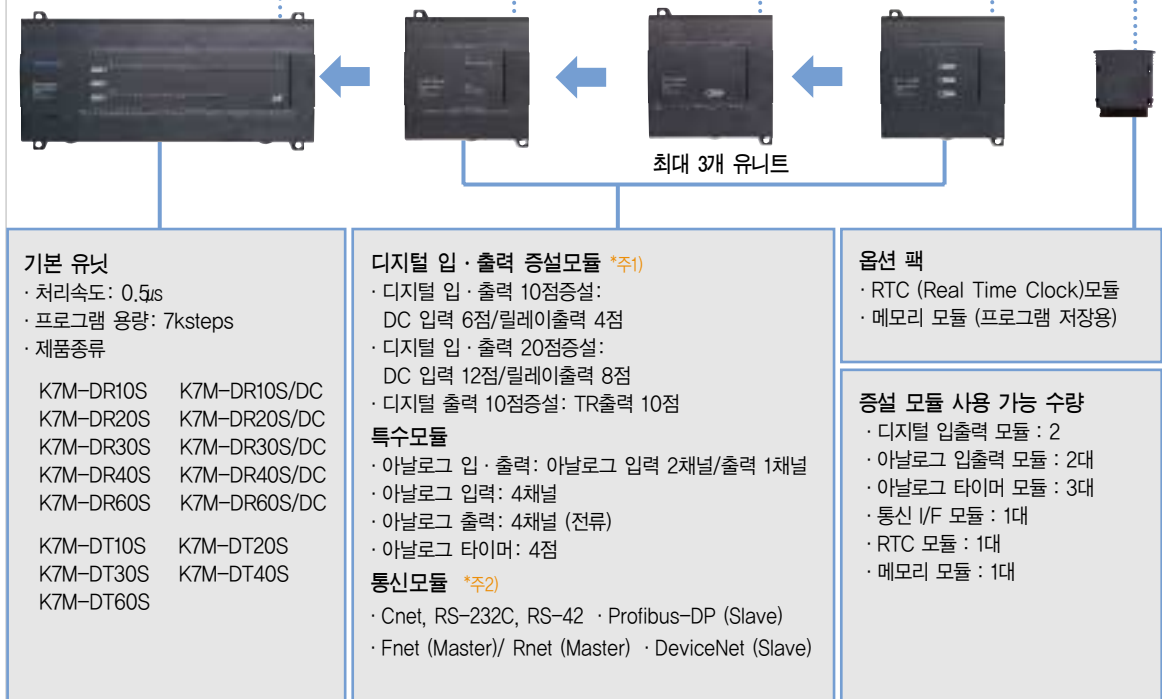 최대 3개 유니트
기본 유닛
· 처리속도: 0.5㎲
· 프로그램 용량: 7ksteps
· 제품종류
K7M-DR10S K7M-DR10S/DC
K7M-DR20S K7M-DR20S/DC
K7M-DR30S K7M-DR30S/DC
K7M-DR40S K7M-DR40S/DC
K7M-DR60S K7M-DR60S/DC
K7M-DT10S K7M-DT20S
K7M-DT30S K7M-DT40S
K7M-DT60S
디지털 입·출력 증설모듈 *주1)
· 디지털 입·출력 10점증설:
DC 입력 6점/릴레이출력 4점
· 디지털 입·출력 20점증설:
DC 입력 12점/릴레이출력 8점
· 디지털 출력 10점증설: TR출력 10점
특수모듈
· 아날로그 입·출력: 아날로그 입력 2채널/출력 1채널
· 아날로그 입력: 4채널
· 아날로그 출력: 4채널 (전류)
· 아날로그 타이머: 4점
통신모듈 *주2)
· Cnet, RS-232C, RS-42 · Profibus-DP (Slave)
· Fnet (Master)/ Rnet (Master) · DeviceNet (Slave)
옵션 팩
· RTC (Real Time Clock)모듈
· 메모리 모듈 (프로그램 저장용)
증설 모듈 사용 가능 수량
· 디지털 입출력 모듈 : 2
· 아날로그 입출력 모듈 : 2대
· 아날로그 타이머 모듈 : 3대
· 통신 I/F 모듈 : 1대
· RTC 모듈 : 1대
· 메모리 모듈 : 1대